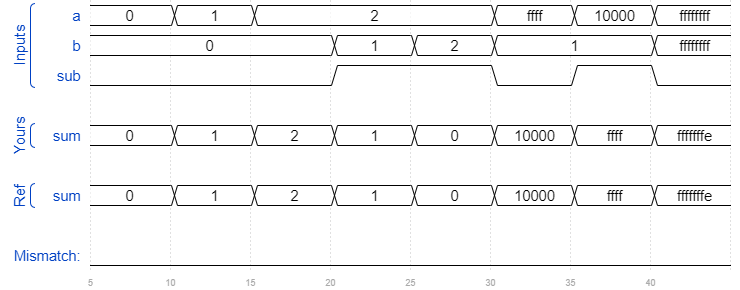 Inputs
a 0 1 2 ffff 10000 ffffffff
b 0 1 2 1 ffffffff
sub
Yours
sum 0 1 2 1 0 10000 ffff fffffffe
Ref
sum 0 1 2 1 0 10000 ffff fffffffe
Mismatch:
5 10 15 20 25 30 35 40